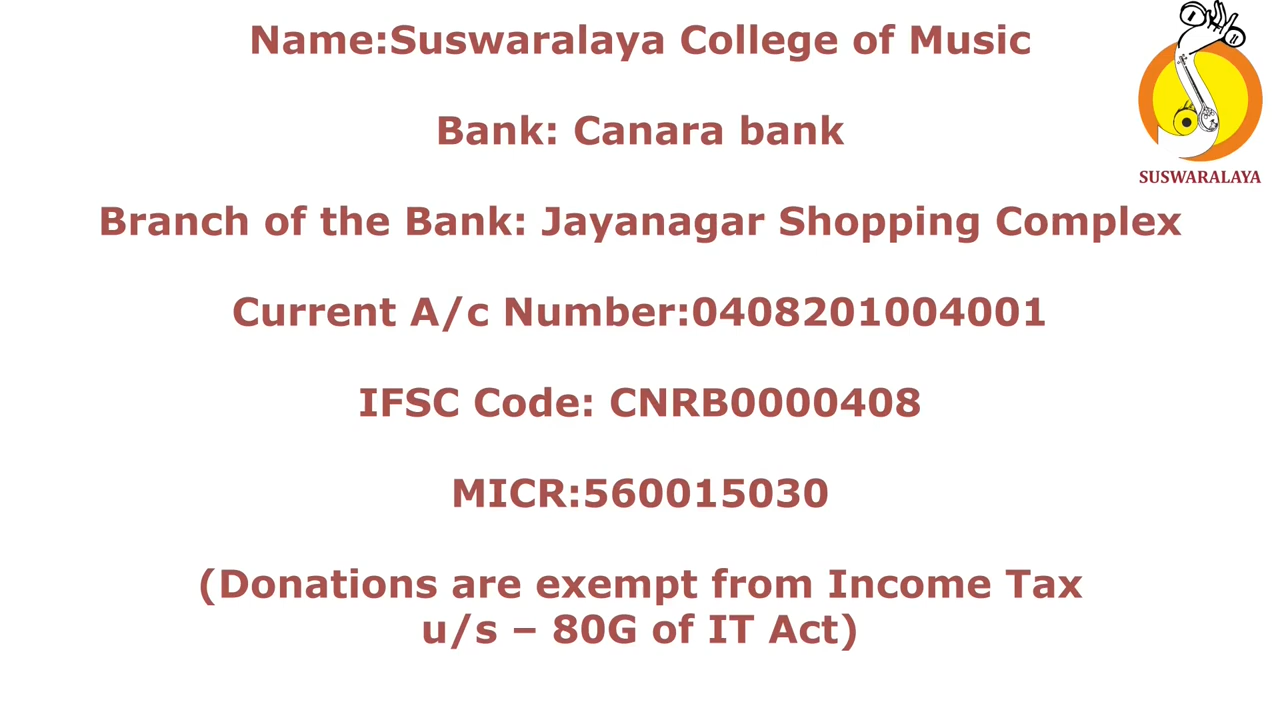 Name:Suswaralaya College of Music
SUSWARALAYA
Bank: Canara bank
Branch of the Bank: Jayanagar Shopping Complex
Current A/c Number:0408201004001
IFSC Code: CNRB0000408
MICR:560015030
(Donations are exempt from Income Tax
u/s – 80G of IT Act)